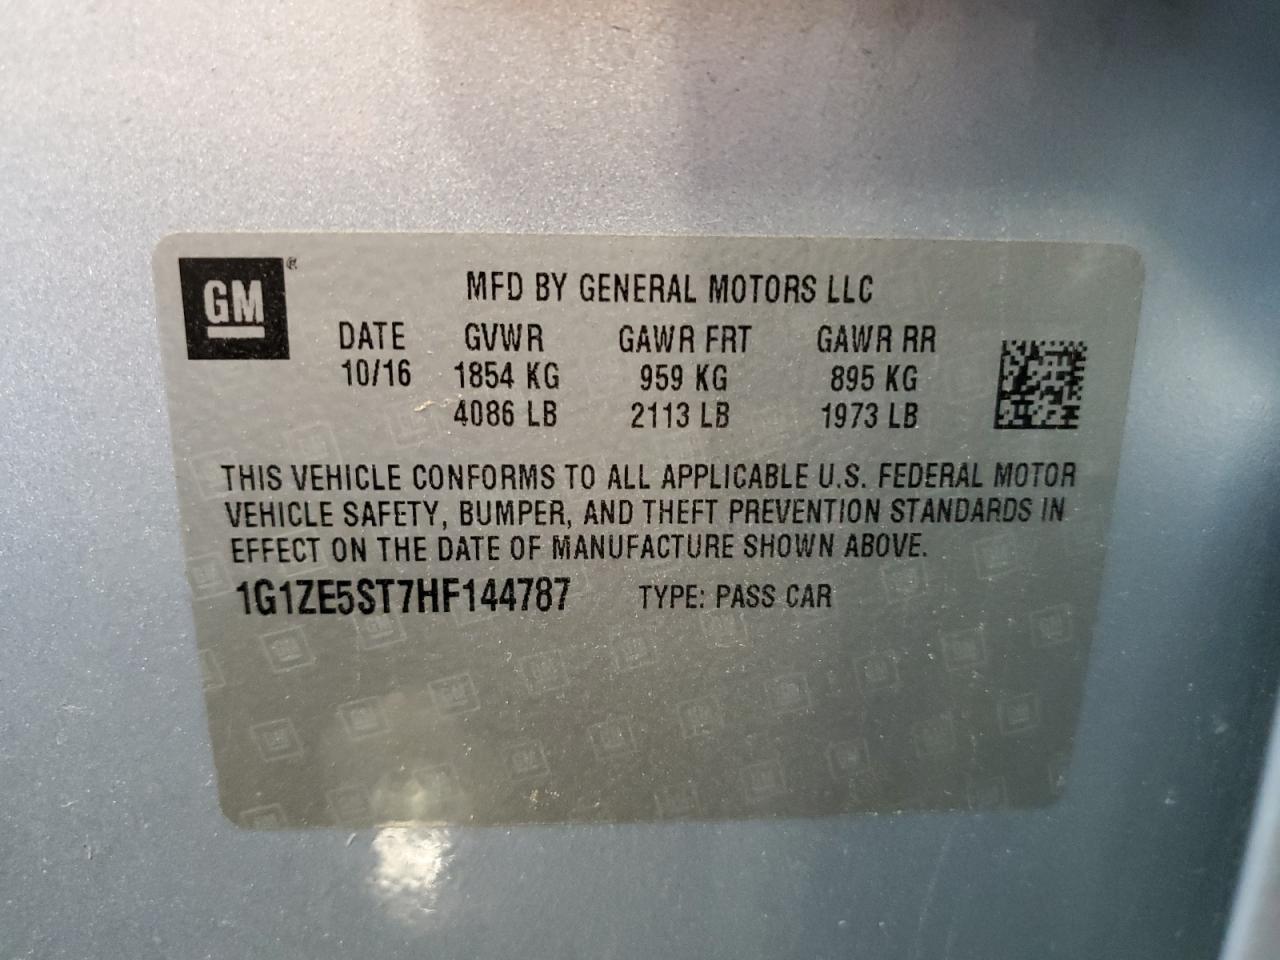 GM
MFD BY GENERAL MOTORS LLC
DATE GVWR GAWR FRT GAWR RR
10/16 1854 KG 959 KG 895 KG
4086 LB 2113 LB 1973 LB
THIS VEHICLE CONFORMS TO ALL APPLICABLE U.S. FEDERAL MOTOR
VEHICLE SAFETY, BUMPER, AND THEFT PREVENTION STANDARDS IN
EFFECT ON THE DATE OF MANUFACTURE SHOWN ABOVE.
1G1ZE5ST7HF144787 TYPE: PASS CAR